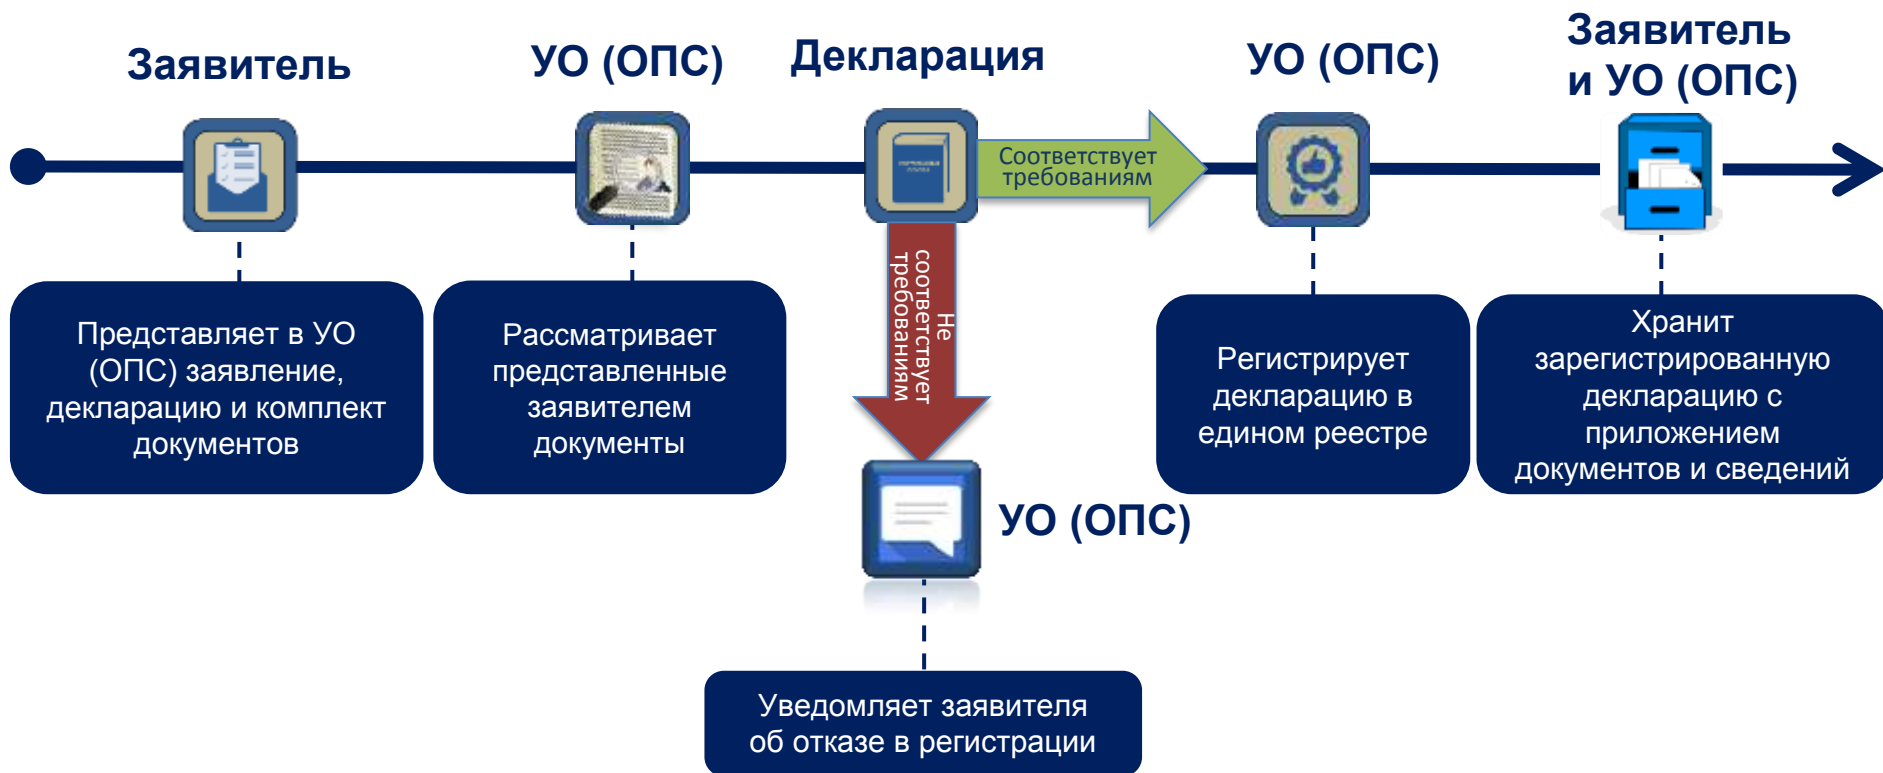 Заявитель
УО (ОПС)
Декларация
УО (ОПС)
Заявитель
и УО (ОПС)
Соответствует
требованиям
Не
соответствует
требованиям
Представляет в УО
(ОПС) заявление,
декларацию и комплект
документов
Рассматривает
представленные
заявителем
документы
Регистрирует
декларацию в
едином реестре
Хранит
зарегистрированную
декларацию с
приложением
документов и сведений
УО (ОПС)
Уведомляет заявителя
об отказе в регистрации